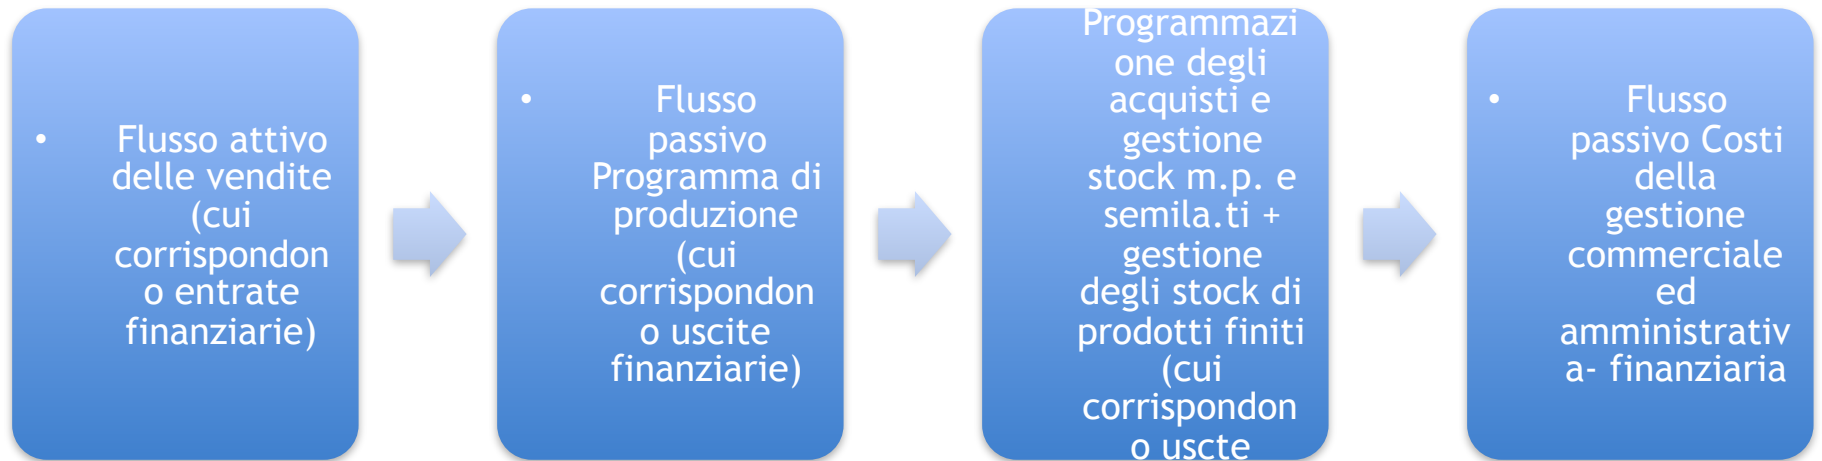 • Flusso attivo
delle vendite
(cui
corrispondon
o entrate
finanziarie)
• Flusso
passivo
Programma di
produzione
(cui
corrispondon
o uscite
finanziarie)
Programmazi
one degli
acquisti e
gestione
stock m.p. e
semila.ti +
gestione
degli stock di
prodotti finiti
(cui
corrispondon
o uscte
• Flusso
passivo Costi
della
gestione
commerciale
ed
amministrativ
a- finanziaria